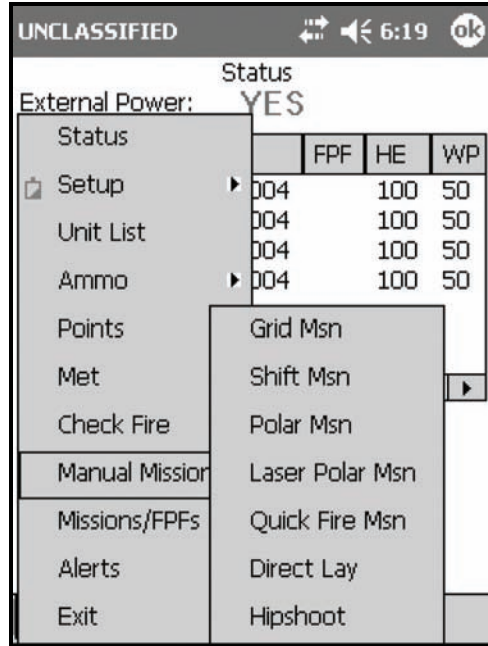 UNCLASSIFIED 6:19 ok
Status
External Power: YES
FPF HE WP
004 100 50
004 100 50
004 100 50
004 100 50
Status
Setup
Unit List
Ammo
Points
Met
Check Fire
Manual Mission
Missions/FPFs
Alerts
Exit
Grid Msn
Shift Msn
Polar Msn
Laser Polar Msn
Quick Fire Msn
Direct Lay
Hipshoot